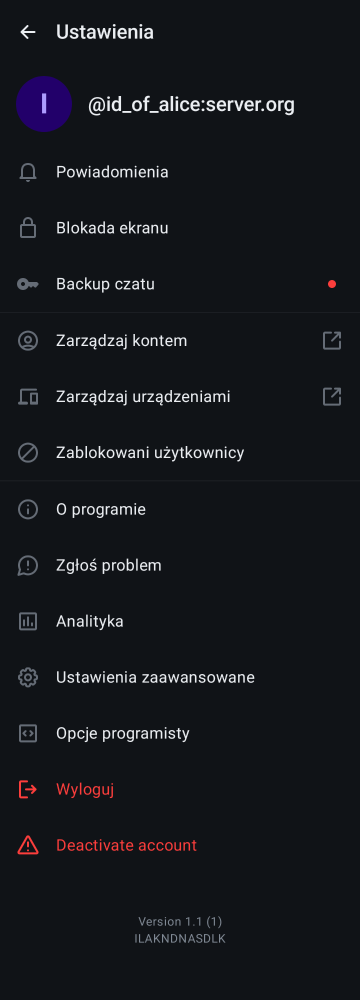 Ustawienia
I
@id_of_alice:server.org
Powiadomienia
Blokada ekranu
Backup czatu
Zarządzaj kontem
Zarządzaj urządzeniami
Zablokowani użytkownicy
O programie
Zgłoś problem
Analityka
Ustawienia zaawansowane
Opcje programisty
Wyloguj
Deactivate account
Version 1.1 (1)
ILAKNDNASDLK